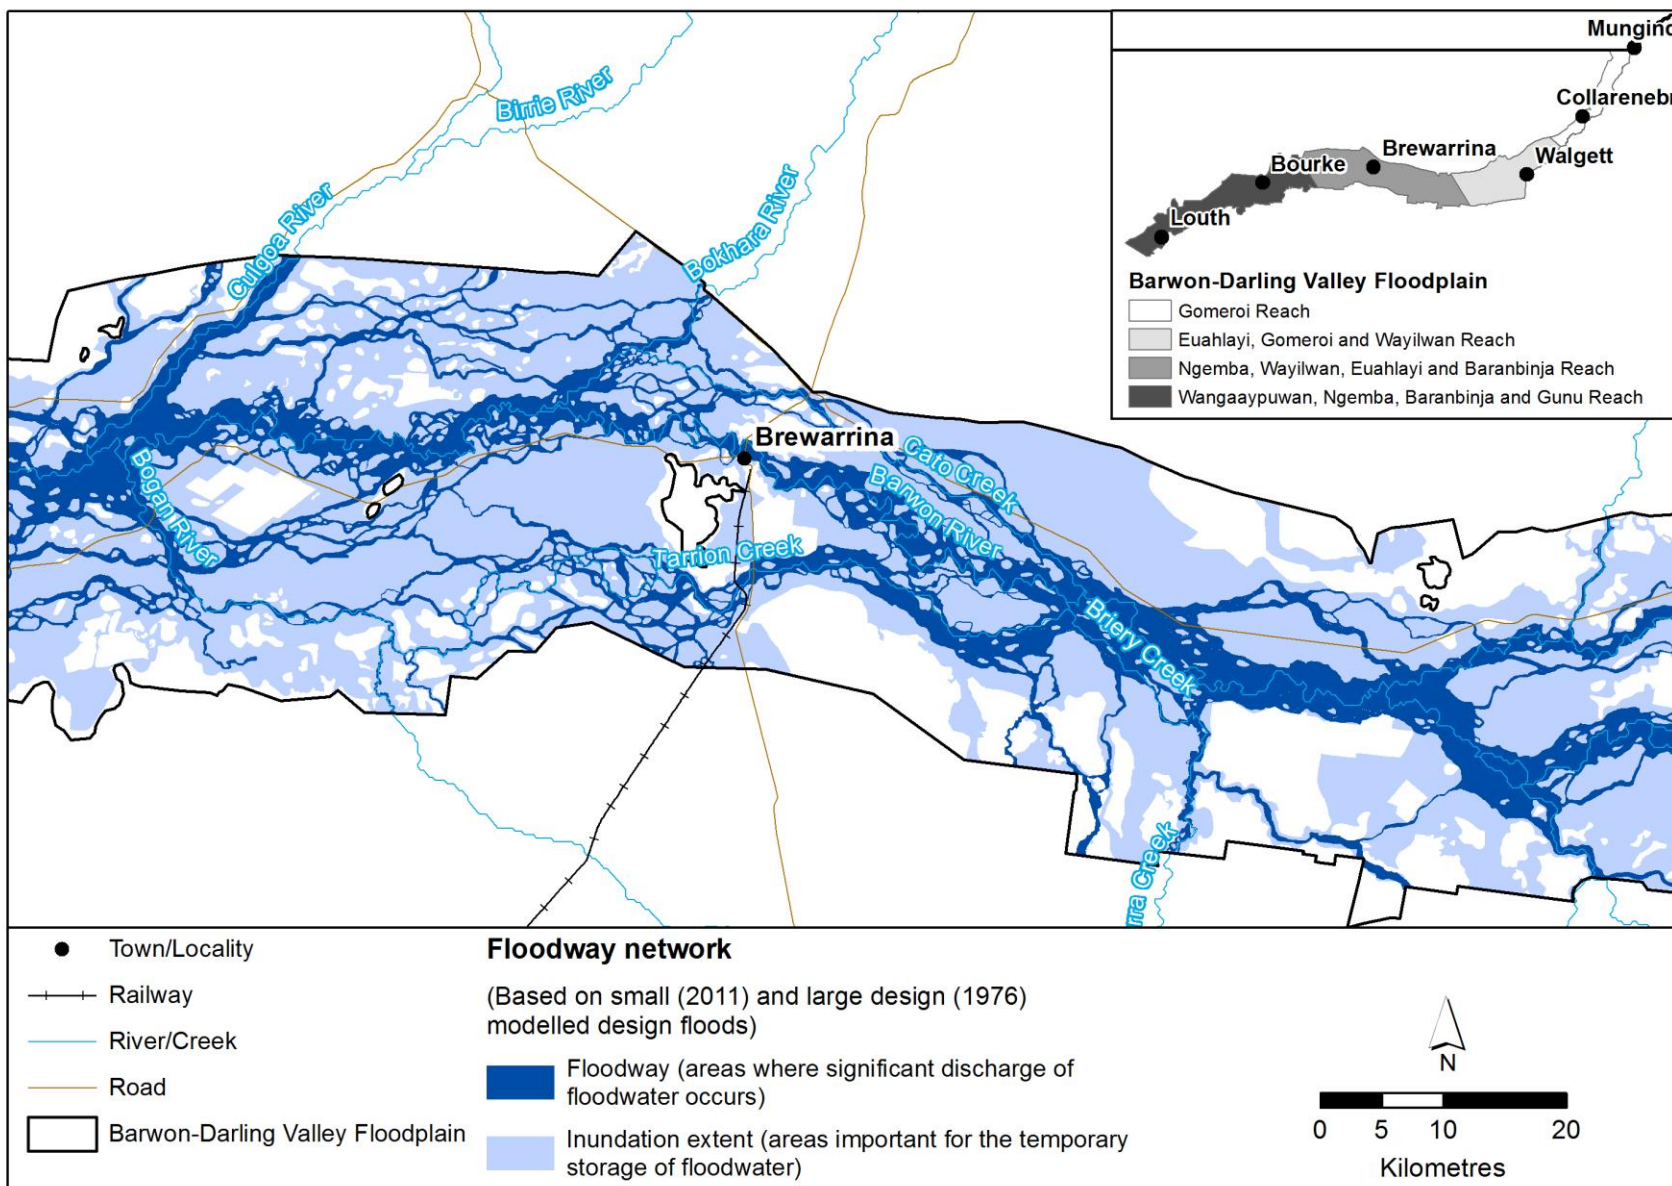 Birrie River
Culgoa River
Bokhara River
Brewarrina
Cato Creek
Barwon River
Bogan River
Tarrion Creek
Briery Creek
rra Creek
Mungind
Collarenebr
Brewarrina
Walgett
Bourke
Louth
Barwon-Darling Valley Floodplain
Gomeroi Reach
Euahlayi, Gomeroi and Wayilwan Reach
Ngemba, Wayilwan, Euahlayi and Baranbinja Reach
Wangaaypuwan, Ngemba, Baranbinja and Gunu Reach
Town/Locality
Railway
River/Creek
Road
Barwon-Darling Valley Floodplain
Floodway network
(Based on small (2011) and large design (1976)
modelled design floods)
Floodway (areas where significant discharge of
floodwater occurs)
Inundation extent (areas important for the temporary
storage of floodwater)
N
0 5 10 20
Kilometres